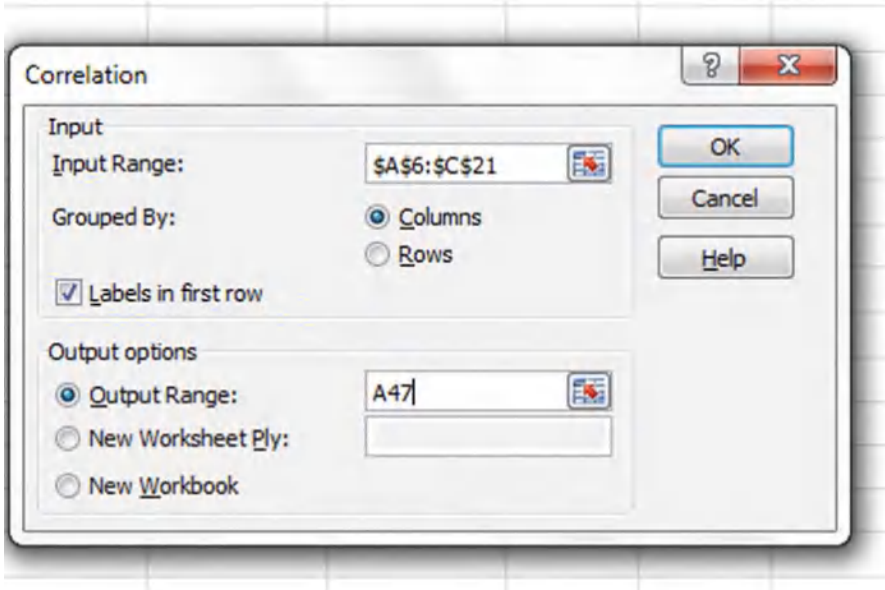 Correlation
Input
Input Range: $A$6:$C$21
Grouped By: Columns
Rows
Labels in first row
Output options
Output Range: A47
New Worksheet Ply:
New Workbook
?
X
OK
Cancel
Help